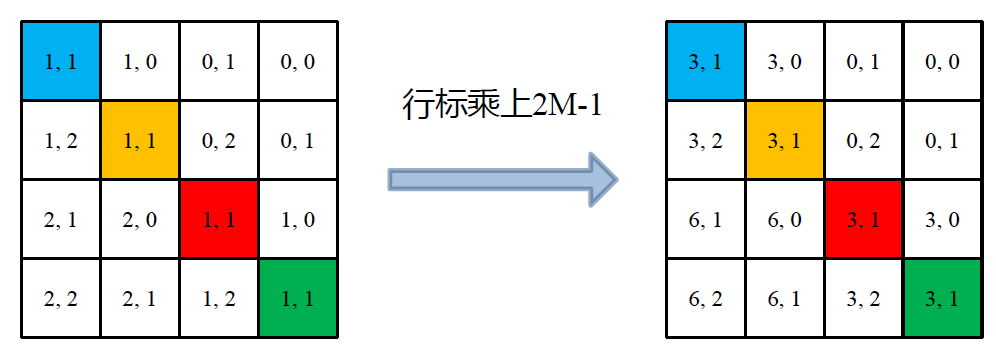 1, 1 1, 0 0, 1 0, 0
1, 2 1, 1 0, 2 0, 1
2, 1 2, 0 1, 1 1, 0
2, 2 2, 1 1, 2 1, 1
行标乘上2M-1
3, 1 3, 0 0, 1 0, 0
3, 2 3, 1 0, 2 0, 1
6, 1 6, 0 3, 1 3, 0
6, 2 6, 1 3, 2 3, 1